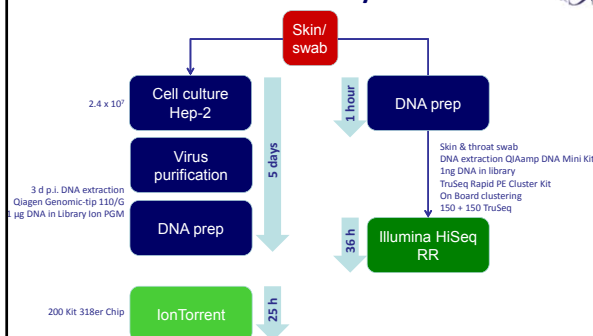 Skin/
swab
2.4 x 10⁷
Cell culture
Hep-2
Virus
purification
3 d p.i. DNA extraction
Qiagen Genomic-tip 110/G
1 µg DNA in Library Ion PGM
DNA prep
5 days
200 Kit 318er Chip
IonTorrent
25 h
1 hour
DNA prep
Skin & throat swab
DNA extraction QIAamp DNA Mini Kit
1ng DNA in library
TruSeq Rapid PE Cluster Kit
On Board clustering
150 + 150 TruSeq
36 h
Illumina HiSeq
RR